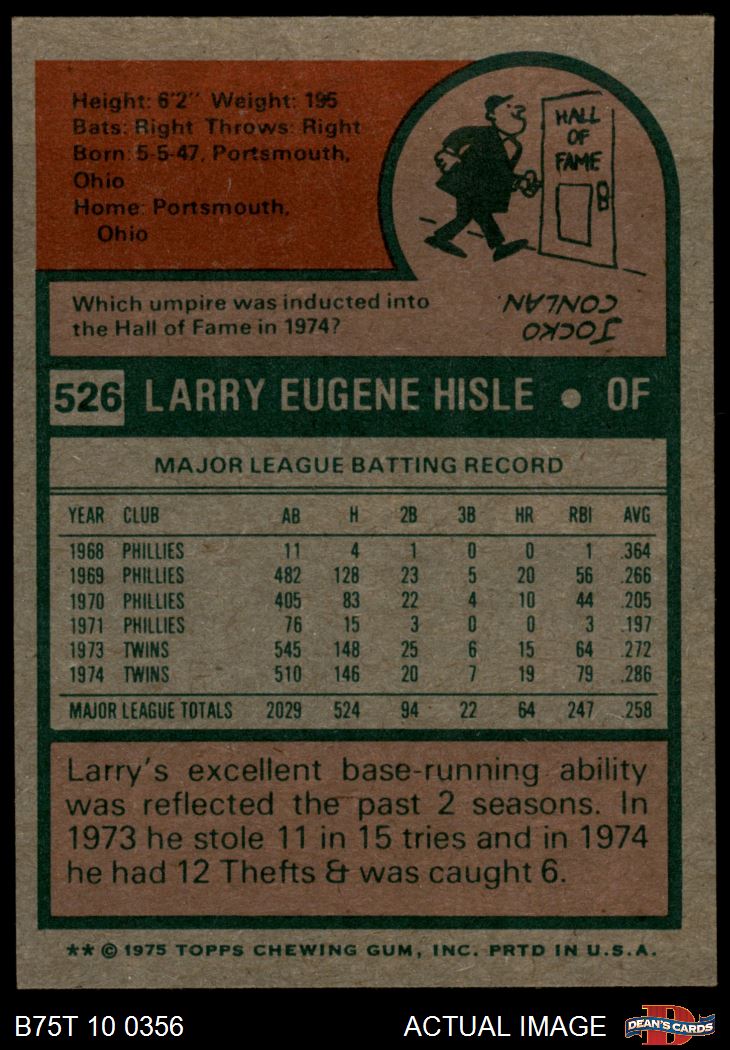 Height: 6'2" Weight: 195
Bats: Right Throws: Right
Born: 5-5-47, Portsmouth,
Ohio
Home: Portsmouth,
Ohio
HALL
OF
FAME
Which umpire was inducted into
the Hall of Fame in 1974?
JOCKO
CONLAN
526 LARRY EUGENE HISLE • OF
MAJOR LEAGUE BATTING RECORD
YEAR CLUB AB H 2B 3B HR RBI AVG
1968 PHILLIES 11 4 1 0 0 1 .364
1969 PHILLIES 482 128 23 5 20 56 .266
1970 PHILLIES 405 83 22 4 10 44 .205
1971 PHILLIES 76 15 3 0 0 3 .197
1973 TWINS 545 148 25 6 15 64 .272
1974 TWINS 510 146 20 7 19 79 .286
MAJOR LEAGUE TOTALS 2029 524 94 22 64 247 .258
Larry's excellent base-running ability
was reflected the past 2 seasons. In
1973 he stole 11 in 15 tries and in 1974
he had 12 Thefts & was caught 6.
** © 1975 TOPPS CHEWING GUM, INC. PRTD IN U.S.A.
B75T 10 0356 ACTUAL IMAGE D DEAN'S CARDS